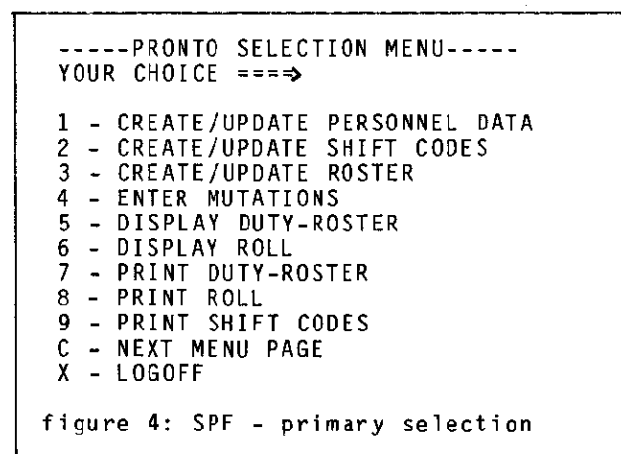 -----PRONTO SELECTION MENU-----
YOUR CHOICE ====>
1 - CREATE/UPDATE PERSONNEL DATA
2 - CREATE/UPDATE SHIFT CODES
3 - CREATE/UPDATE ROSTER
4 - ENTER MUTATIONS
5 - DISPLAY DUTY-ROSTER
6 - DISPLAY ROLL
7 - PRINT DUTY-ROSTER
8 - PRINT ROLL
9 - PRINT SHIFT CODES
C - NEXT MENU PAGE
X - LOGOFF
figure 4: SPF - primary selection